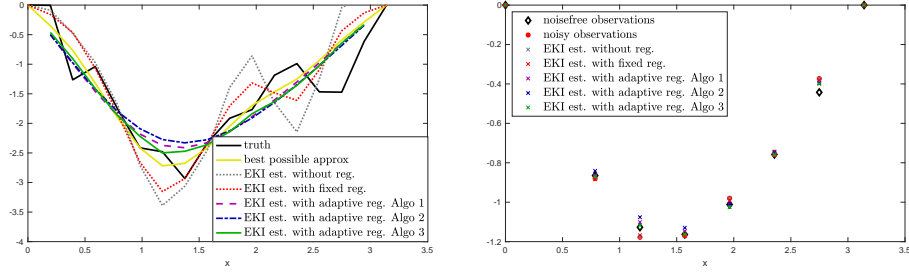 0
-0.5
-1
-1.5
-2
-2.5
-3
-3.5
-4
0 0.5 1 1.5 2 2.5 3 3.5
x
truth
best possible approx
EKI est. without reg.
EKI est. with fixed reg.
EKI est. with adaptive reg. Algo 1
EKI est. with adaptive reg. Algo 2
EKI est. with adaptive reg. Algo 3
0
-0.2
-0.4
-0.6
-0.8
-1
-1.2
0 0.5 1 1.5 2 2.5 3 3.5
x
noisefree observations
noisy observations
EKI est. without reg.
EKI est. with fixed reg.
EKI est. with adaptive reg. Algo 1
EKI est. with adaptive reg. Algo 2
EKI est. with adaptive reg. Algo 3